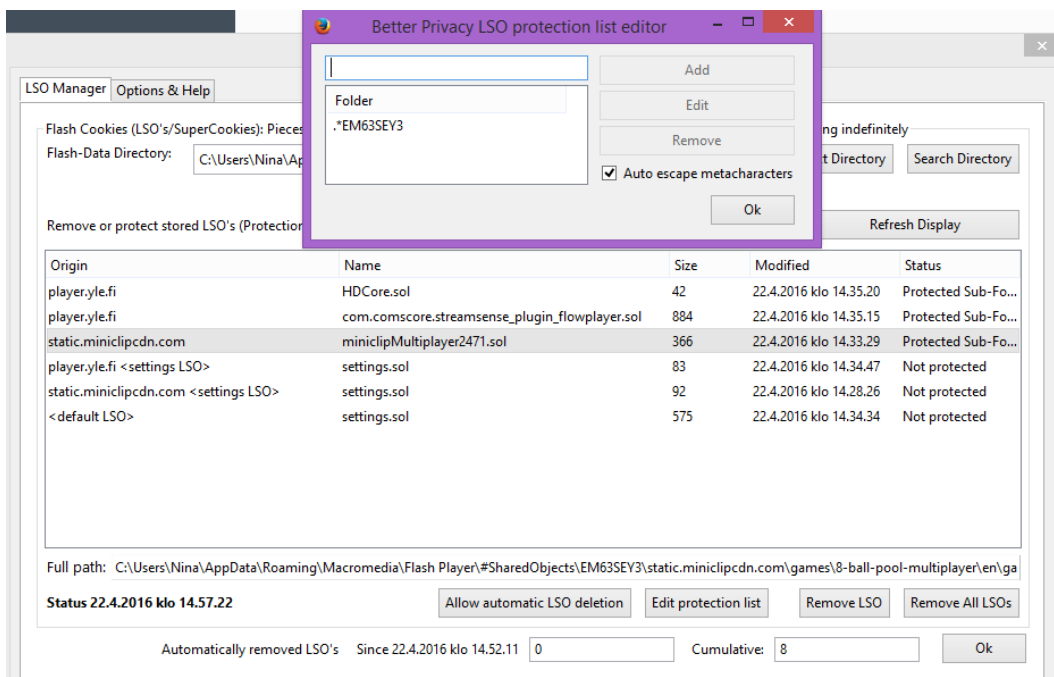 Better Privacy LSO protection list editor
Add
Folder
Edit
.*EM63SEY3
Remove
Auto escape metacharacters
Ok
LSO Manager
Options & Help
Flash Cookies (LSO's/SuperCookies): Pieces
ng indefinitely
Flash-Data Directory:
C:\Users\Nina\Ap
t Directory
Search Directory
Remove or protect stored LSO's (Protection
Refresh Display
Origin Name Size Modified Status
player.yle.fi HDCore.sol 42 22.4.2016 klo 14.35.20 Protected Sub-Fo...
player.yle.fi com.comscore.streamsense_plugin_flowplayer.sol 884 22.4.2016 klo 14.35.15 Protected Sub-Fo...
static.miniclipcdn.com miniclipMultiplayer2471.sol 366 22.4.2016 klo 14.33.29 Protected Sub-Fo...
player.yle.fi <settings LSO> settings.sol 83 22.4.2016 klo 14.34.47 Not protected
static.miniclipcdn.com <settings LSO> settings.sol 92 22.4.2016 klo 14.28.26 Not protected
<default LSO> settings.sol 575 22.4.2016 klo 14.34.34 Not protected
Full path: C:\Users\Nina\AppData\Roaming\Macromedia\Flash Player\#SharedObjects\EM63SEY3\static.miniclipcdn.com\games\8-ball-pool-multiplayer\en\ga
Status 22.4.2016 klo 14.57.22
Allow automatic LSO deletion
Edit protection list
Remove LSO
Remove All LSOs
Automatically removed LSO's Since 22.4.2016 klo 14.52.11 0 Cumulative: 8
Ok